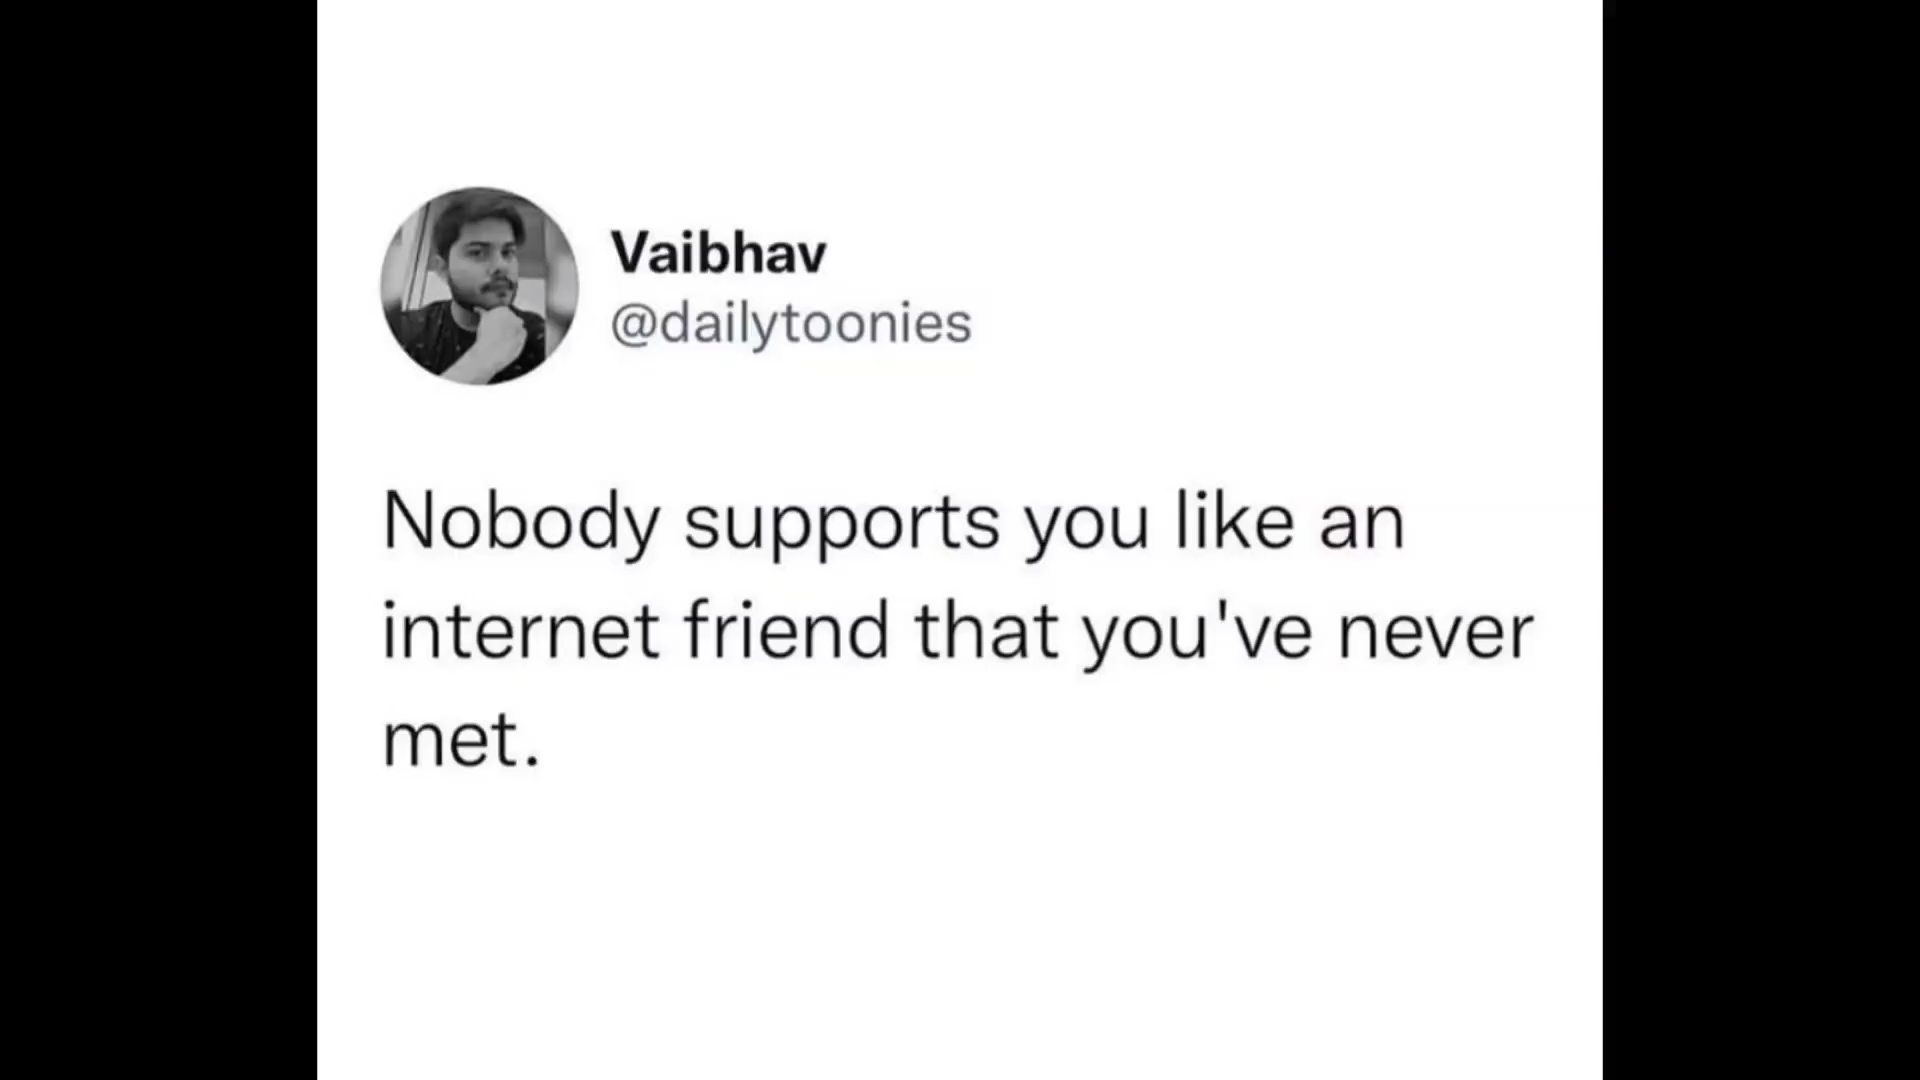 Vaibhav
@dailytoonies
Nobody supports you like an
internet friend that you've never
met.